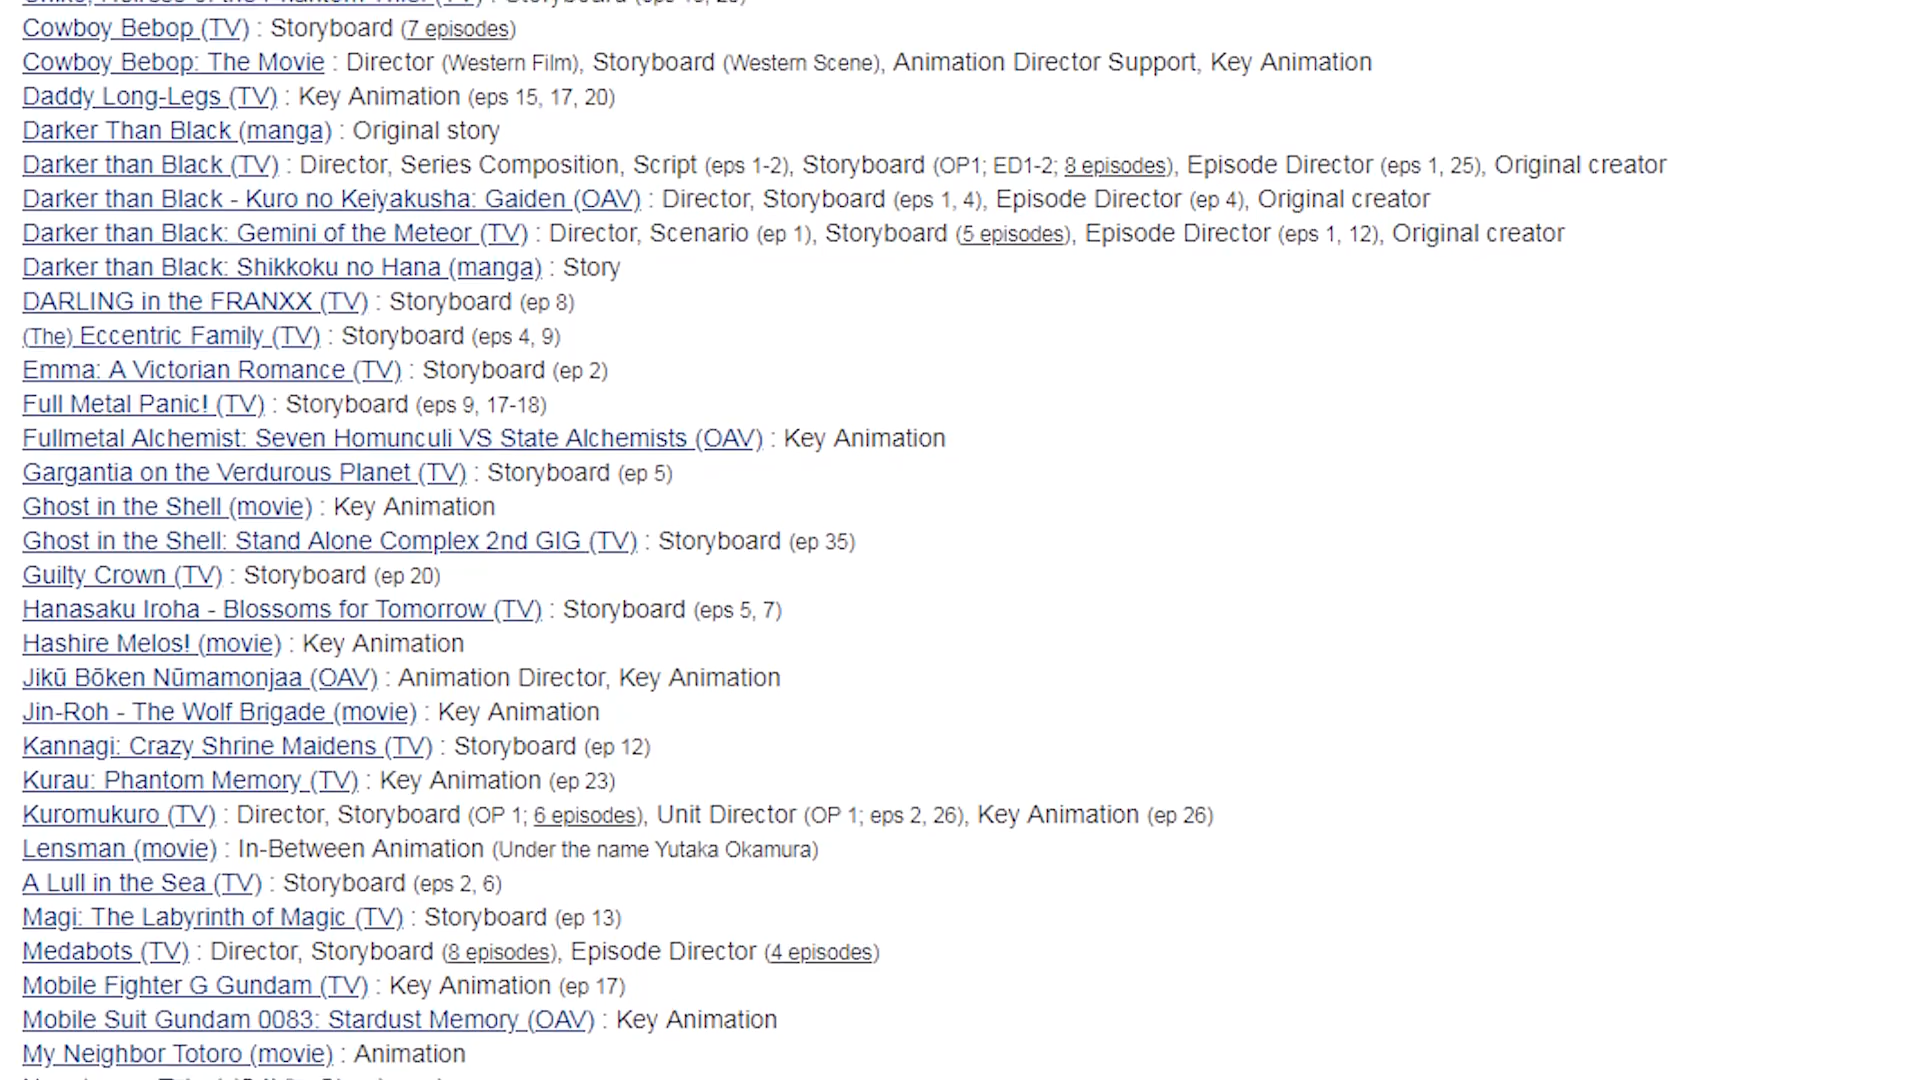 Cowboy Bebop (TV) : Storyboard (7 episodes)
Cowboy Bebop: The Movie : Director (Western Film), Storyboard (Western Scene), Animation Director Support, Key Animation
Daddy Long-Legs (TV) : Key Animation (eps 15, 17, 20)
Darker Than Black (manga) : Original story
Darker than Black (TV) : Director, Series Composition, Script (eps 1-2), Storyboard (OP1; ED1-2; 8 episodes), Episode Director (eps 1, 25), Original creator
Darker than Black - Kuro no Keiyakusha: Gaiden (OAV) : Director, Storyboard (eps 1, 4), Episode Director (ep 4), Original creator
Darker than Black: Gemini of the Meteor (TV) : Director, Scenario (ep 1), Storyboard (5 episodes), Episode Director (eps 1, 12), Original creator
Darker than Black: Shikkoku no Hana (manga) : Story
DARLING in the FRANXX (TV) : Storyboard (ep 8)
(The) Eccentric Family (TV) : Storyboard (eps 4, 9)
Emma: A Victorian Romance (TV) : Storyboard (ep 2)
Full Metal Panic! (TV) : Storyboard (eps 9, 17-18)
Fullmetal Alchemist: Seven Homunculi VS State Alchemists (OAV) : Key Animation
Gargantia on the Verdurous Planet (TV) : Storyboard (ep 5)
Ghost in the Shell (movie) : Key Animation
Ghost in the Shell: Stand Alone Complex 2nd GIG (TV) : Storyboard (ep 35)
Guilty Crown (TV) : Storyboard (ep 20)
Hanasaku Iroha - Blossoms for Tomorrow (TV) : Storyboard (eps 5, 7)
Hashire Melos! (movie) : Key Animation
Jikū Bōken Nūmamonjaa (OAV) : Animation Director, Key Animation
Jin-Roh - The Wolf Brigade (movie) : Key Animation
Kannagi: Crazy Shrine Maidens (TV) : Storyboard (ep 12)
Kurau: Phantom Memory (TV) : Key Animation (ep 23)
Kuromukuro (TV) : Director, Storyboard (OP 1; 6 episodes), Unit Director (OP 1; eps 2, 26), Key Animation (ep 26)
Lensman (movie) : In-Between Animation (Under the name Yutaka Okamura)
A Lull in the Sea (TV) : Storyboard (eps 2, 6)
Magi: The Labyrinth of Magic (TV) : Storyboard (ep 13)
Medabots (TV) : Director, Storyboard (8 episodes), Episode Director (4 episodes)
Mobile Fighter G Gundam (TV) : Key Animation (ep 17)
Mobile Suit Gundam 0083: Stardust Memory (OAV) : Key Animation
My Neighbor Totoro (movie) : Animation